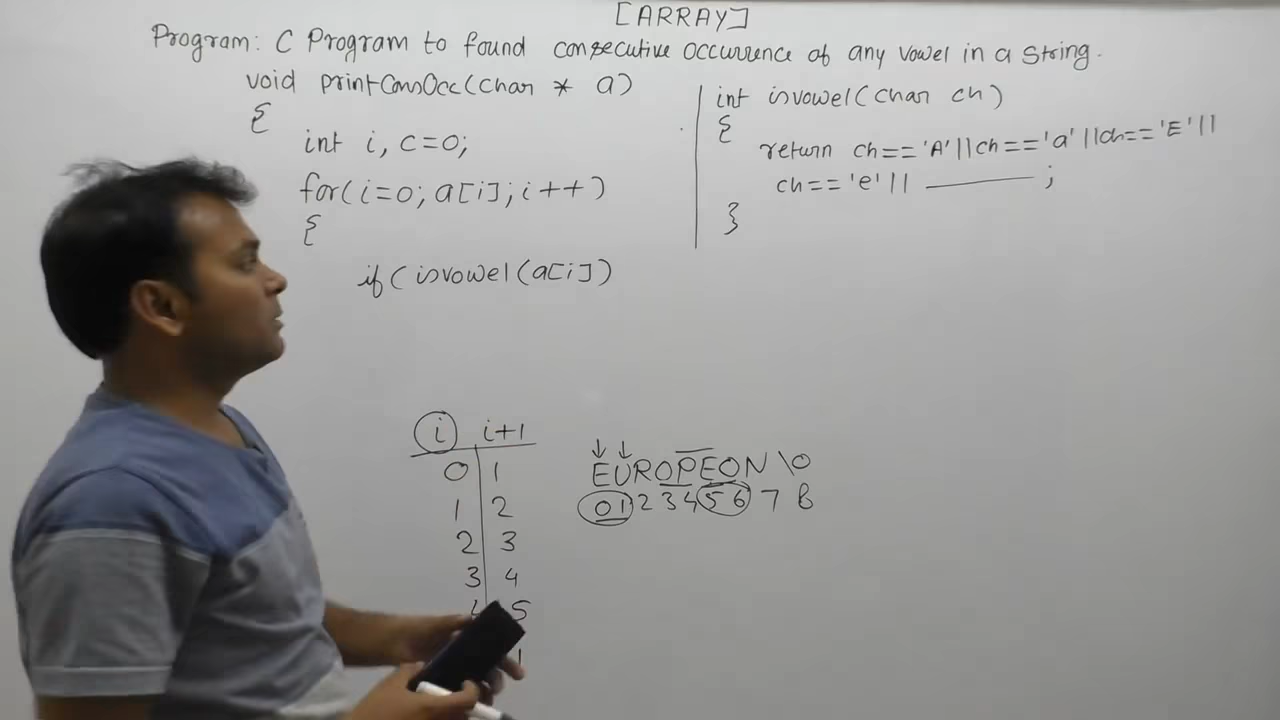 [ARRAY]
Program: C Program to found consecutive occurrence of any vowel in a string.
void printConsOcc(char * a)
{
int i, c=0;
for(i=0; a[i]; i++)
{
if(isvowel(a[i])
int isvowel(char ch)
{
return ch=='A'||ch=='a'||ch=='E'||
ch=='e'|| ———— ;
}
i i+1
0 1
1 2
2 3
3 4
5
EUROPEON \0
0 1 2 3 4 5 6 7 8